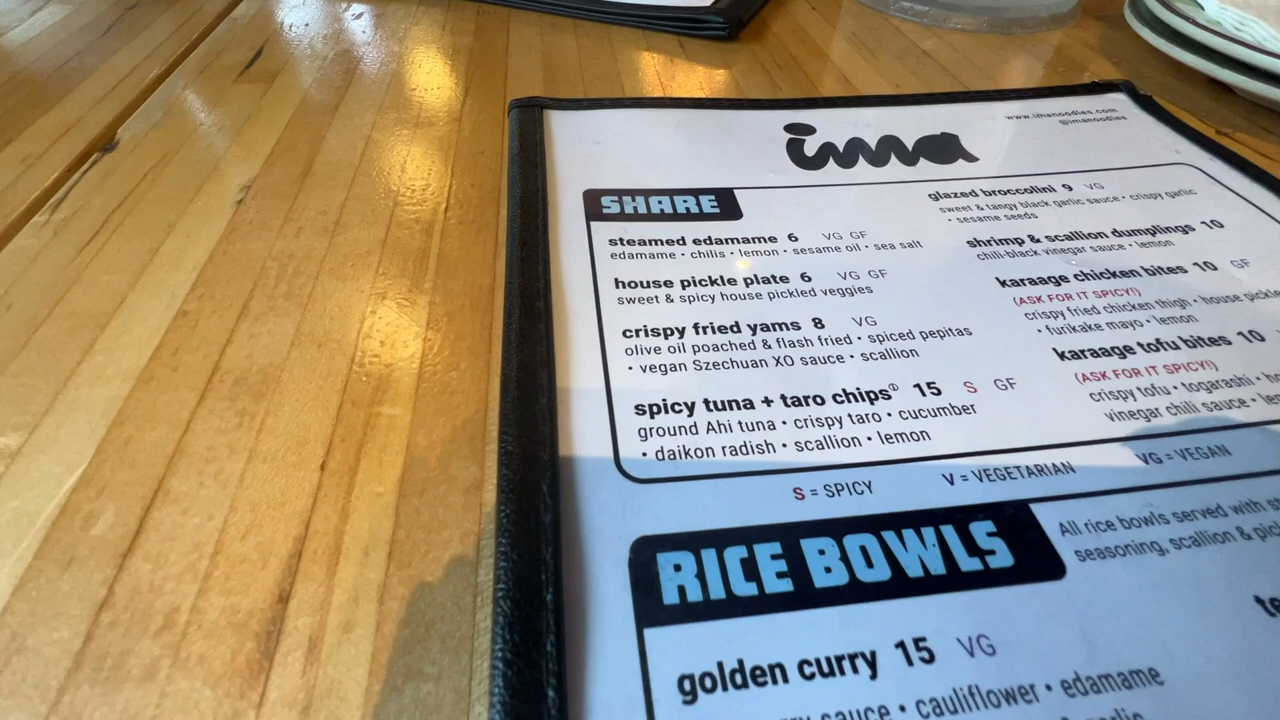 ima
www.imanoodles.com
@imanoodles
SHARE
steamed edamame 6 VG GF
edamame • chilis • lemon • sesame oil • sea salt
house pickle plate 6 VG GF
sweet & spicy house pickled veggies
crispy fried yams 8 VG
olive oil poached & flash fried • spiced pepitas
• vegan Szechuan XO sauce • scallion
spicy tuna + taro chips 15 S GF
ground Ahi tuna • crispy taro • cucumber
• daikon radish • scallion • lemon
glazed broccolini 9 VG
sweet & tangy black garlic sauce • crispy garlic
• sesame seeds
shrimp & scallion dumplings 10
chili-black vinegar sauce • lemon
karaage chicken bites 10 GF
(ASK FOR IT SPICY!)
crispy fried chicken thigh • house
• furikake mayo • lemon
karaage tofu bites 10
(ASK FOR IT SPICY!)
crispy tofu • togarashi •
vinegar chili sauce •
S = SPICY V = VEGETARIAN VG = VEGAN
RICE BOWLS
All rice bowls served with
seasoning, scallion &
golden curry 15 VG
sauce • cauliflower • edamame